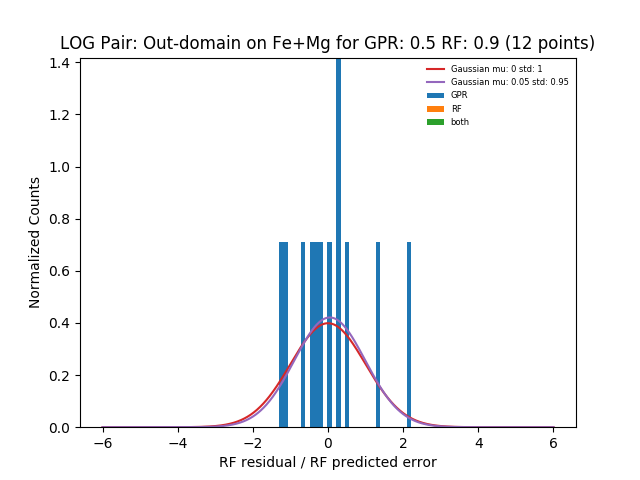 LOG Pair: Out-domain on Fe+Mg for GPR: 0.5 RF: 0.9 (12 points)
Gaussian mu: 0 std: 1
Gaussian mu: 0.05 std: 0.95
GPR
RF
both
1.4
1.2
1.0
0.8
0.6
0.4
0.2
0.0
Normalized Counts
−6 −4 −2 0 2 4 6
RF residual / RF predicted error